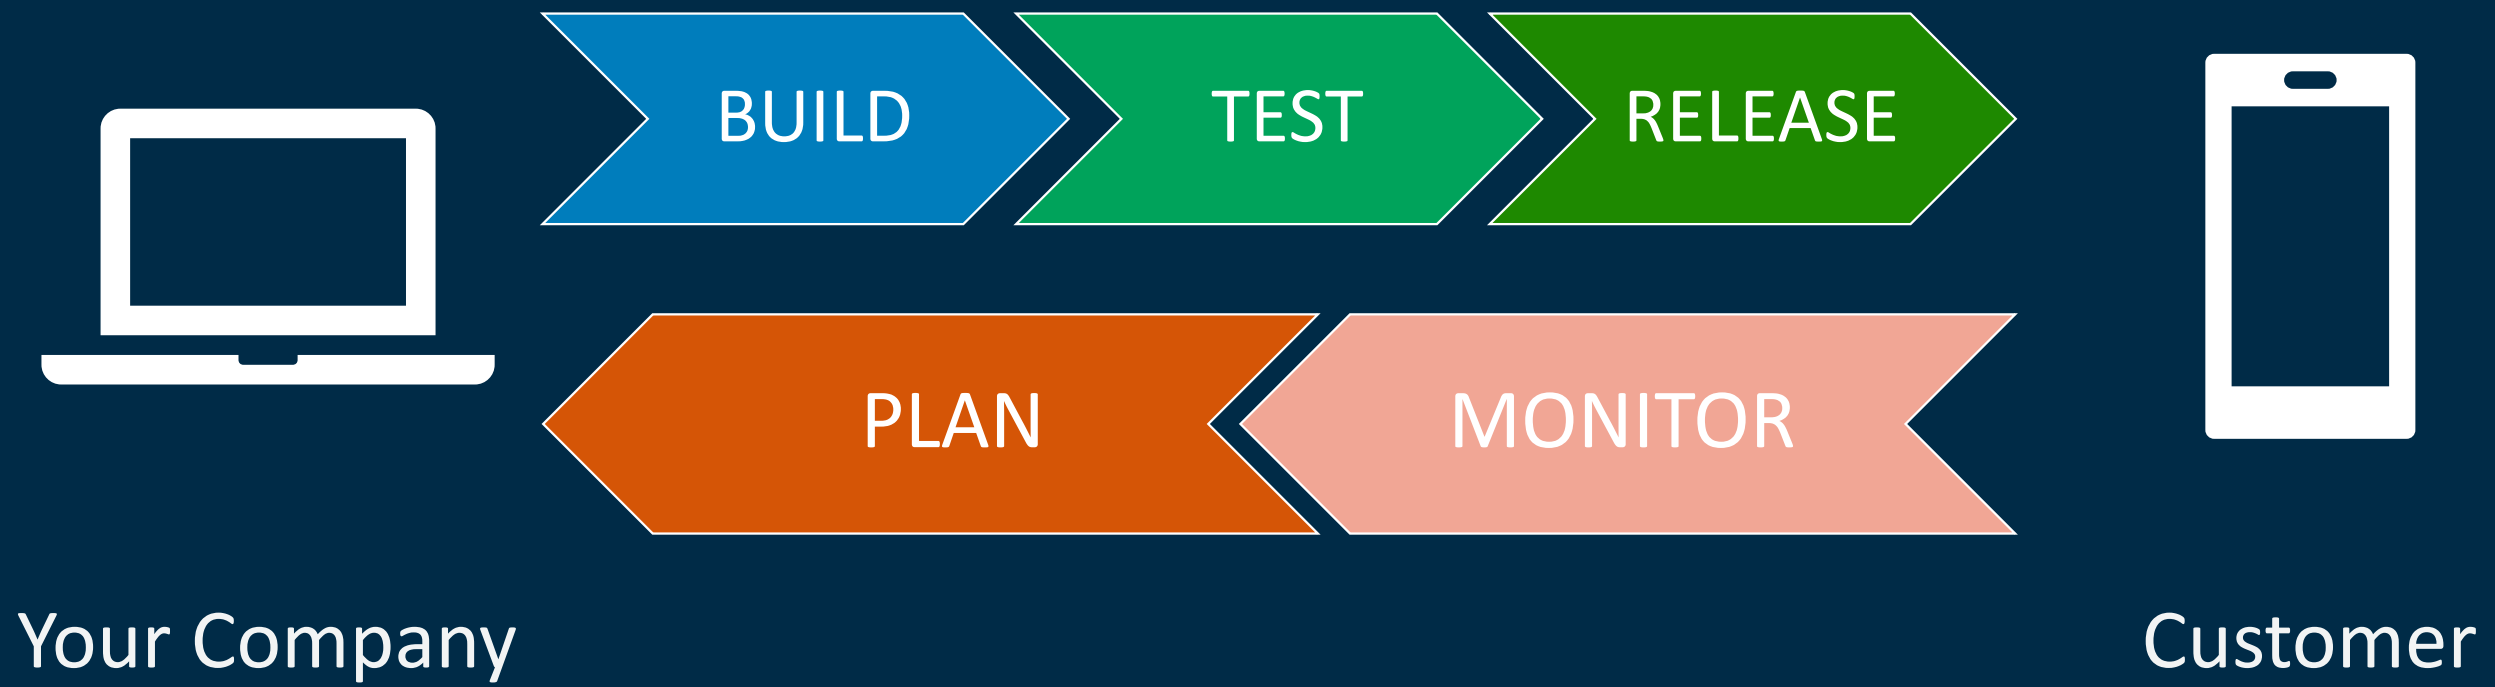 BUILD
TEST
RELEASE
PLAN
MONITOR
Your Company
Customer